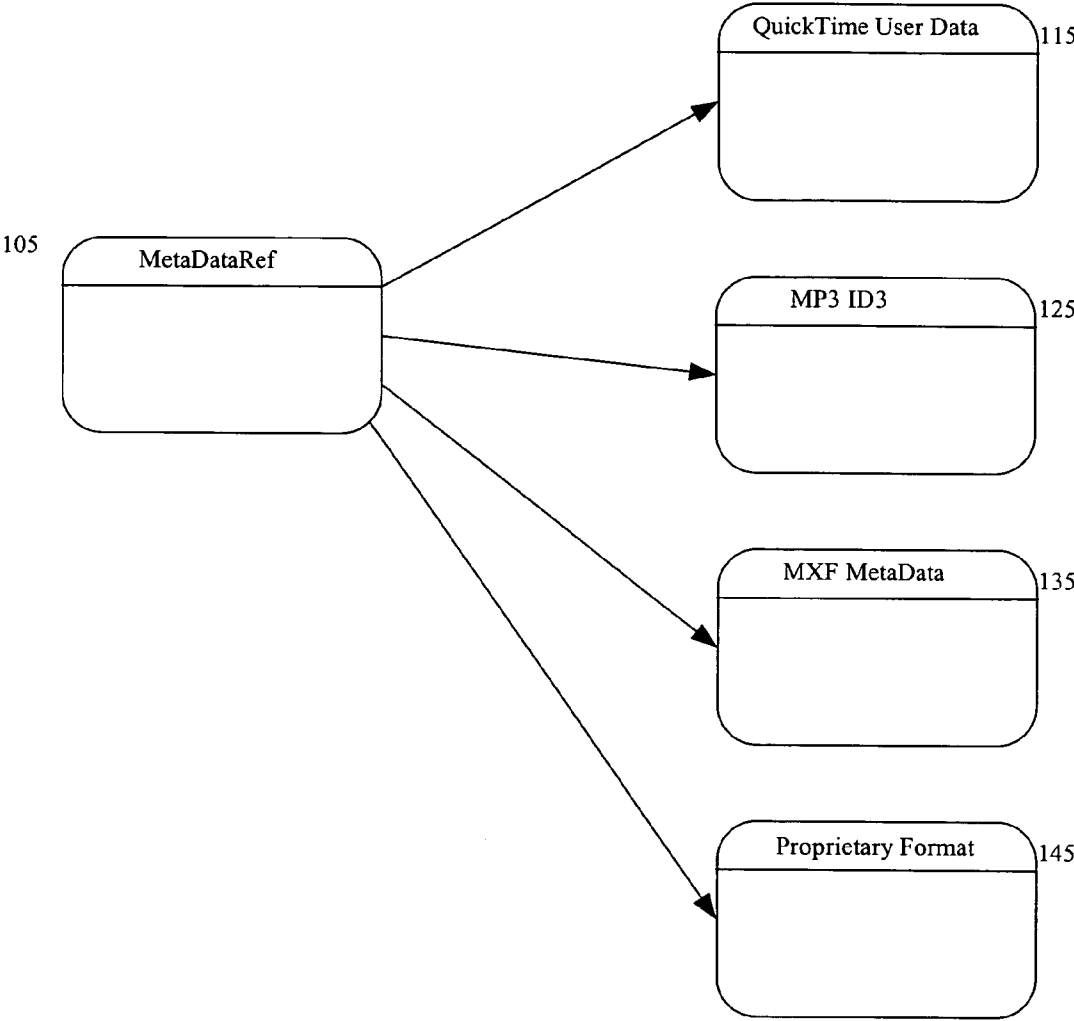 QuickTime User Data
115
105
MetaDataRef
MP3 ID3
125
MXF MetaData
135
Proprietary Format
145